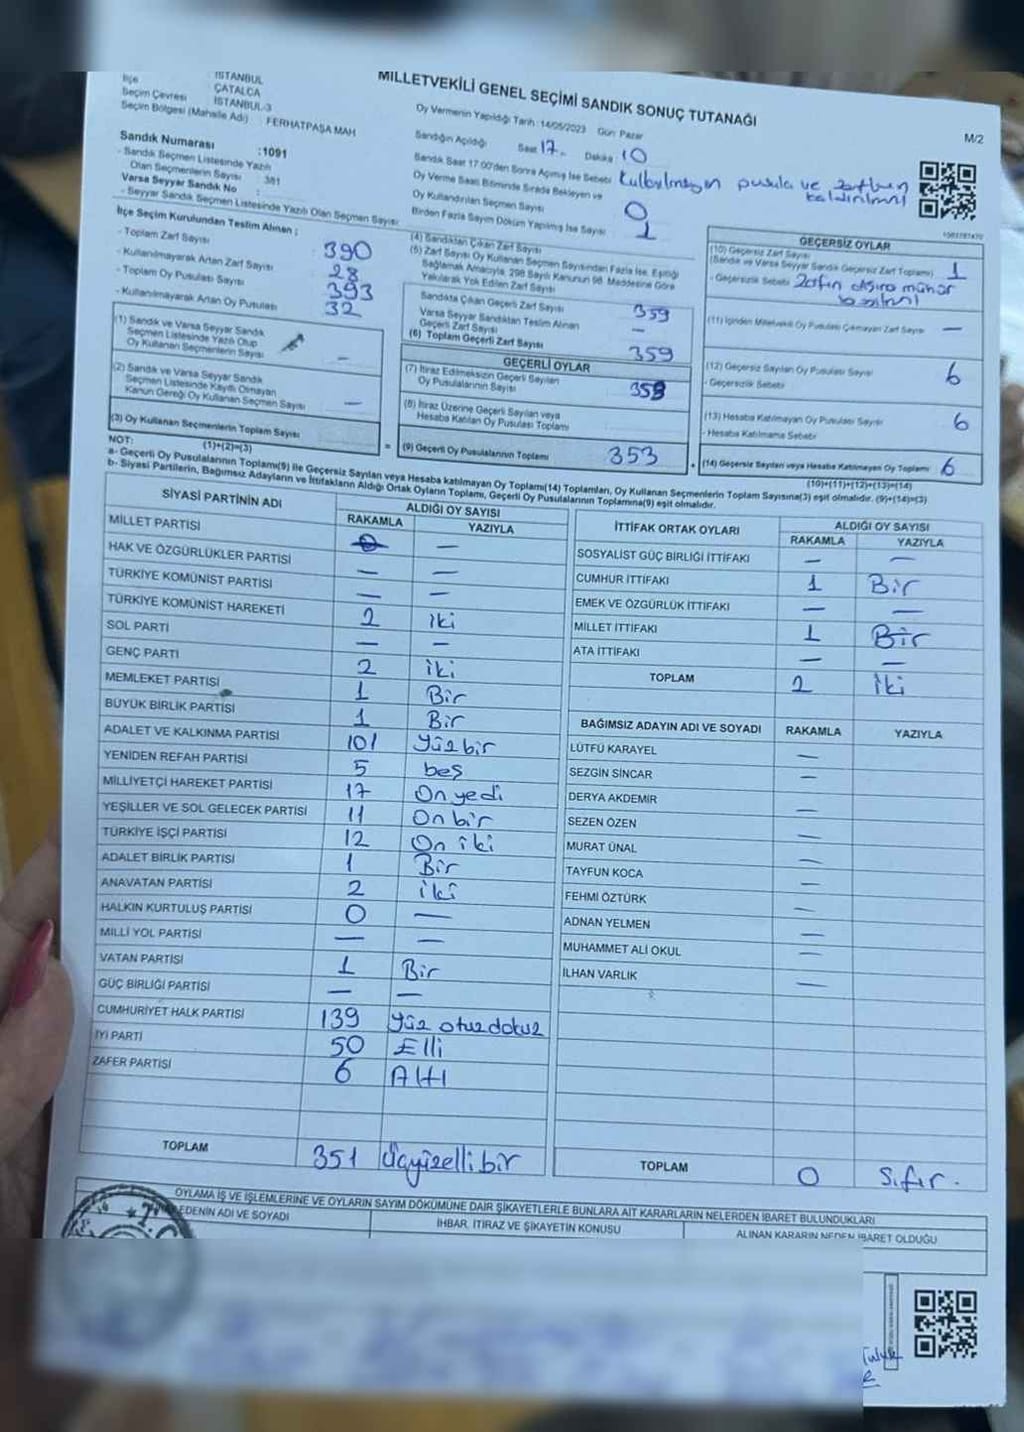 MİLLETVEKİLİ GENEL SEÇİMİ SANDIK SONUÇ TUTANAĞI
M/2
İlçe
İSTANBUL
ÇATALCA
Seçim Çevresi İSTANBUL-3
Seçim Bölgesi (Mahalle Adı) : FERHATPAŞA MAH
Sandık Numarası :1091
- Sandık Seçmen Listesinde Yazılı
Olan Seçmenlerin Sayısı : 381
Varsa Seyyar Sandık No :
- Seyyar Sandık Seçmen Listesinde Yazılı Olan Seçmen Sayısı
Oy Vermenin Yapıldığı Tarih :14/05/2023 Gün: Pazar
Sandığın Açıldığı Saat 17. Dakika 10
Sandık Saat 17.00'den Sonra Açılmış İse Sebebi kullanılmayan pusula ve zarfların
kaldırılması
Oy Verme Saati Bitiminde Sırada Bekleyen ve
Oy Kullandırılan Seçmen Sayısı 0
Birden Fazla Sayım Döküm Yapılmış İse Sayısı 1
İlçe Seçim Kurulundan Teslim Alınan ;
- Toplam Zarf Sayısı 390
- Kullanılmayarak Artan Zarf Sayısı 28
- Toplam Oy Pusulası Sayısı 393
- Kullanılmayarak Artan Oy Pusulası 32
(1) Sandık ve Varsa Seyyar Sandık
Seçmen Listesinde Yazılı Olup
Oy Kullanan Seçmenlerin Sayısı –
(2) Sandık ve Varsa Seyyar Sandık
Seçmen Listesinde Kayıtlı Olmayan
Kanun Gereği Oy Kullanan Seçmen Sayısı –
(3) Oy Kullanan Seçmenlerin Toplam Sayısı
(1)+(2)=(3)
(4) Sandıktan Çıkan Zarf Sayısı
(5) Zarf Sayısı Oy Kullanan Seçmen Sayısından Fazla İse, Eşitliği
Sağlamak Amacıyla, 298 Sayılı Kanunun 98. Maddesine Göre
Yakılarak Yok Edilen Zarf Sayısı
Sandıkta Çıkan Geçerli Zarf Sayısı 359
Varsa Seyyar Sandıktan Teslim Alınan
Geçerli Zarf Sayısı –
(6) Toplam Geçerli Zarf Sayısı 359
GEÇERLİ OYLAR
(7) İtiraz Edilmeksizin Geçerli Sayılan
Oy Pusulalarının Sayısı 353
(8) İtiraz Üzerine Geçerli Sayılan veya
Hesaba Katılan Oy Pusulası Toplamı
= (9) Geçerli Oy Pusulalarının Toplamı 353
GEÇERSİZ OYLAR
(10) Geçersiz Zarf Sayısı
(Sandık ve Varsa Seyyar Sandık Geçersiz Zarf Toplamı) 1
- Geçersizlik Sebebi zarfın dışına mühür
basılması
(11) İçinden Milletvekili Oy Pusulası Çıkmayan Zarf Sayısı –
(12) Geçersiz Sayılan Oy Pusulası Sayısı 6
- Geçersizlik Sebebi
(13) Hesaba Katılmayan Oy Pusulası Sayısı 6
- Hesaba Katılmama Sebebi
+ (14) Geçersiz Sayılan veya Hesaba Katılmayan Oy Toplamı 6
(10)+(11)+(12)+(13)=(14)
NOT:
a- Geçerli Oy Pusulalarının Toplamı(9) ile Geçersiz Sayılan veya Hesaba katılmayan Oy Toplamı(14) Toplamları, Oy Kullanan Seçmenlerin Toplam Sayısına(3) eşit olmalıdır. (9)+(14)=(3)
b- Siyasi Partilerin, Bağımsız Adayların ve İttifakların Aldığı Ortak Oyların Toplamı, Geçerli Oy Pusulalarının Toplamına(9) eşit olmalıdır.
SİYASİ PARTİNİN ADI ALDIĞI OY SAYISI
RAKAMLA YAZIYLA
MİLLET PARTİSİ 0 –
HAK VE ÖZGÜRLÜKLER PARTİSİ – –
TÜRKİYE KOMÜNİST PARTİSİ – –
TÜRKİYE KOMÜNİST HAREKETİ 2 iki
SOL PARTİ – –
GENÇ PARTİ 2 iki
MEMLEKET PARTİSİ 1 Bir
BÜYÜK BİRLİK PARTİSİ 1 Bir
ADALET VE KALKINMA PARTİSİ 101 Yüzbir
YENİDEN REFAH PARTİSİ 5 beş
MİLLİYETÇİ HAREKET PARTİSİ 17 On yedi
YEŞİLLER VE SOL GELECEK PARTİSİ 11 On bir
TÜRKİYE İŞÇİ PARTİSİ 12 On iki
ADALET BİRLİK PARTİSİ 1 Bir
ANAVATAN PARTİSİ 2 iki
HALKIN KURTULUŞ PARTİSİ 0 –
MİLLİ YOL PARTİSİ – –
VATAN PARTİSİ 1 Bir
GÜÇ BİRLİĞİ PARTİSİ – –
CUMHURİYET HALK PARTİSİ 139 Yüz otuzdokuz
İYİ PARTİ 50 Elli
ZAFER PARTİSİ 6 Altı
TOPLAM 351 Üçyüzellibir
İTTİFAK ORTAK OYLARI ALDIĞI OY SAYISI
RAKAMLA YAZIYLA
SOSYALİST GÜÇ BİRLİĞİ İTTİFAKI – –
CUMHUR İTTİFAKI 1 Bir
EMEK VE ÖZGÜRLÜK İTTİFAKI – –
MİLLET İTTİFAKI 1 Bir
ATA İTTİFAKI – –
TOPLAM 2 iki
BAĞIMSIZ ADAYIN ADI VE SOYADI RAKAMLA YAZIYLA
LÜTFÜ KARAYEL –
SEZGİN SİNCAR –
DERYA AKDEMİR –
SEZEN ÖZEN –
MURAT ÜNAL –
TAYFUN KOCA –
FEHMİ ÖZTÜRK –
ADNAN YELMEN –
MUHAMMET ALİ OKUL –
İLHAN VARLIK –
TOPLAM 0 Sıfır.
OYLAMA İŞ VE İŞLEMLERİNE VE OYLARIN SAYIM DÖKÜMÜNE DAİR ŞİKAYETLERLE BUNLARA AİT KARARLARIN NELERDEN İBARET BULUNDUKLARI
EDENİN ADI VE SOYADI
İHBAR, İTİRAZ VE ŞİKAYETİN KONUSU
ALINAN KARARIN NEDEN İBARET OLDUĞU